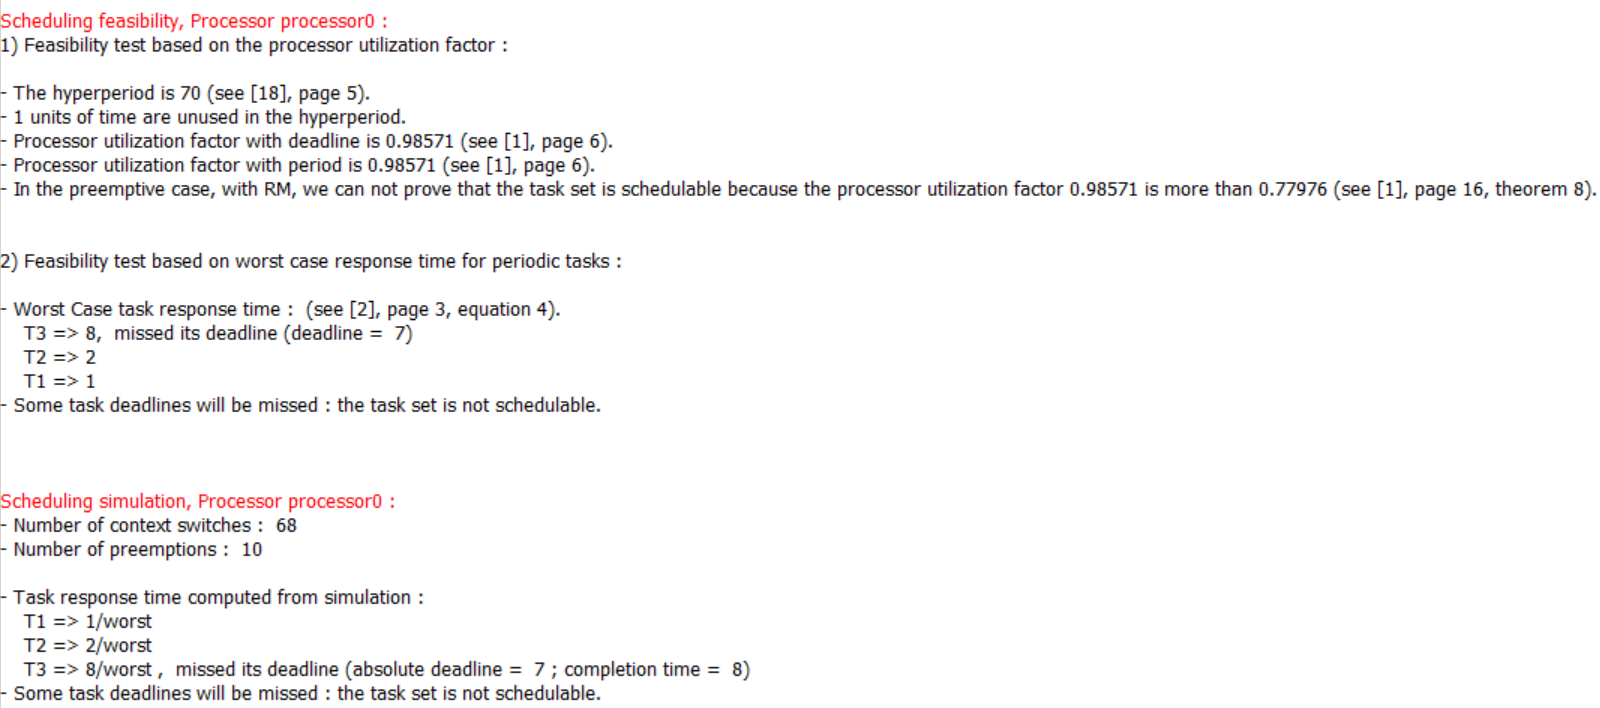 Scheduling feasibility, Processor processor0 :
1) Feasibility test based on the processor utilization factor :
- The hyperperiod is 70 (see [18], page 5).
- 1 units of time are unused in the hyperperiod.
- Processor utilization factor with deadline is 0.98571 (see [1], page 6).
- Processor utilization factor with period is 0.98571 (see [1], page 6).
- In the preemptive case, with RM, we can not prove that the task set is schedulable because the processor utilization factor 0.98571 is more than 0.77976 (see [1], page 16, theorem 8).
2) Feasibility test based on worst case response time for periodic tasks :
- Worst Case task response time :  (see [2], page 3, equation 4).
T3 => 8,  missed its deadline (deadline =  7)
T2 => 2
T1 => 1
- Some task deadlines will be missed : the task set is not schedulable.
Scheduling simulation, Processor processor0 :
- Number of context switches :  68
- Number of preemptions :  10
- Task response time computed from simulation :
T1 => 1/worst
T2 => 2/worst
T3 => 8/worst ,  missed its deadline (absolute deadline =  7 ; completion time =  8)
- Some task deadlines will be missed : the task set is not schedulable.